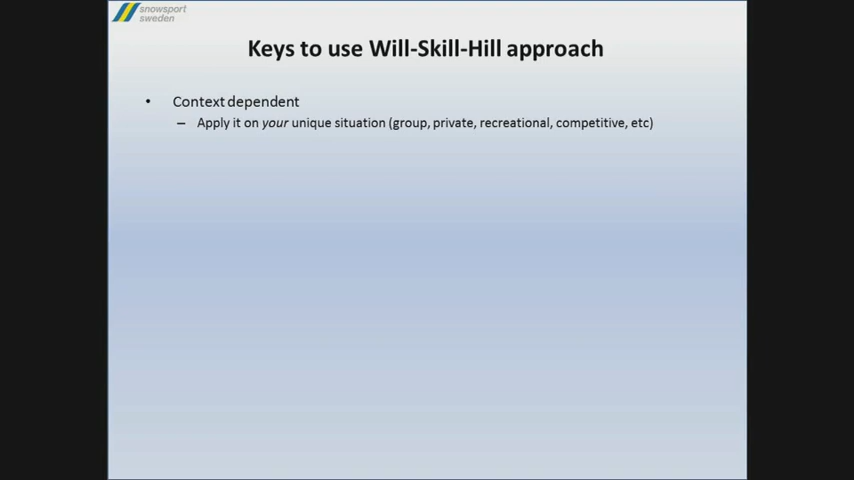 snowsport
sweden
Keys to use Will-Skill-Hill approach
• Context dependent
– Apply it on your unique situation (group, private, recreational, competitive, etc)